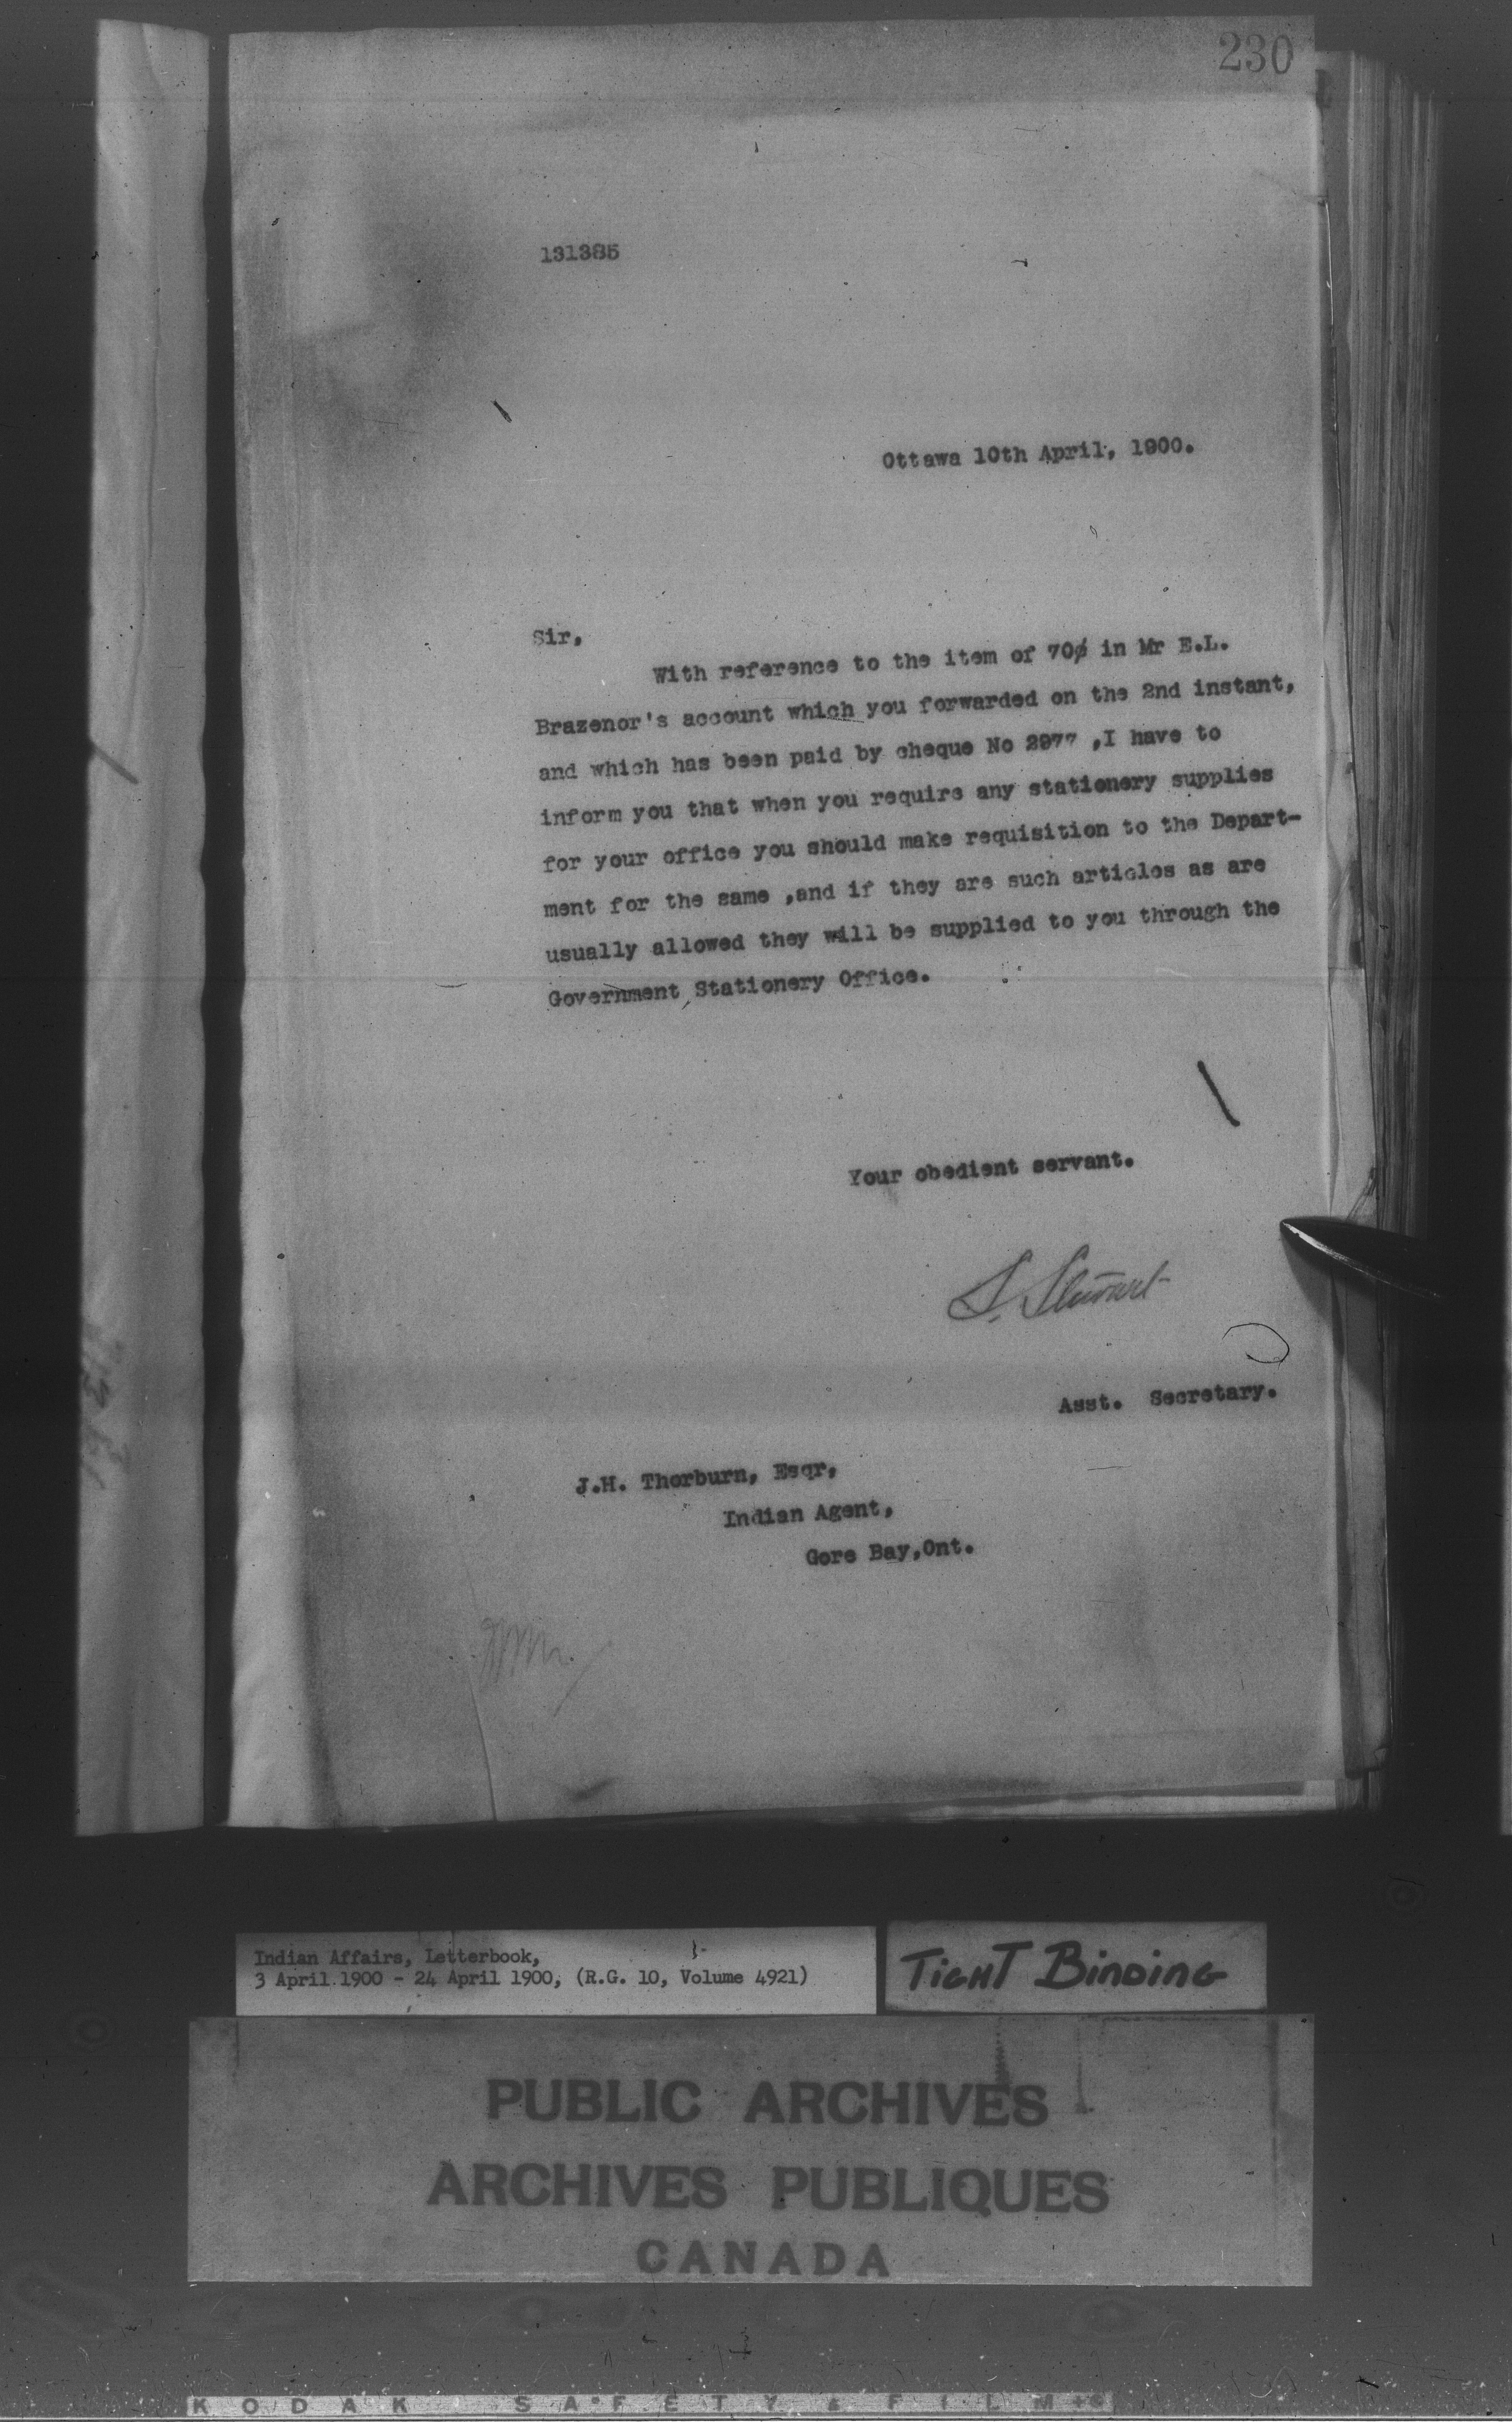 230
131385
Ottawa 10th April, 1900.
Sir,
With reference to the item of 70¢ in Mr E.L.
Brazenor's account which you forwarded on the 2nd instant,
and which has been paid by cheque No 2977 ,I have to
inform you that when you require any stationery supplies
for your office you should make requisition to the Depart-
ment for the same ,and if they are such articles as are
usually allowed they will be supplied to you through the
Government Stationery Office.
Your obedient servant.
S. Stewart
Asst. Secretary.
J.H. Thorburn, Esqr,
Indian Agent,
Gore Bay,Ont.
Indian Affairs, Letterbook,
3 April 1900 - 24 April 1900, (R.G. 10, Volume 4921)
TIGHT BINDING
PUBLIC ARCHIVES
ARCHIVES PUBLIQUES
CANADA
KODAK SAFETY FILM